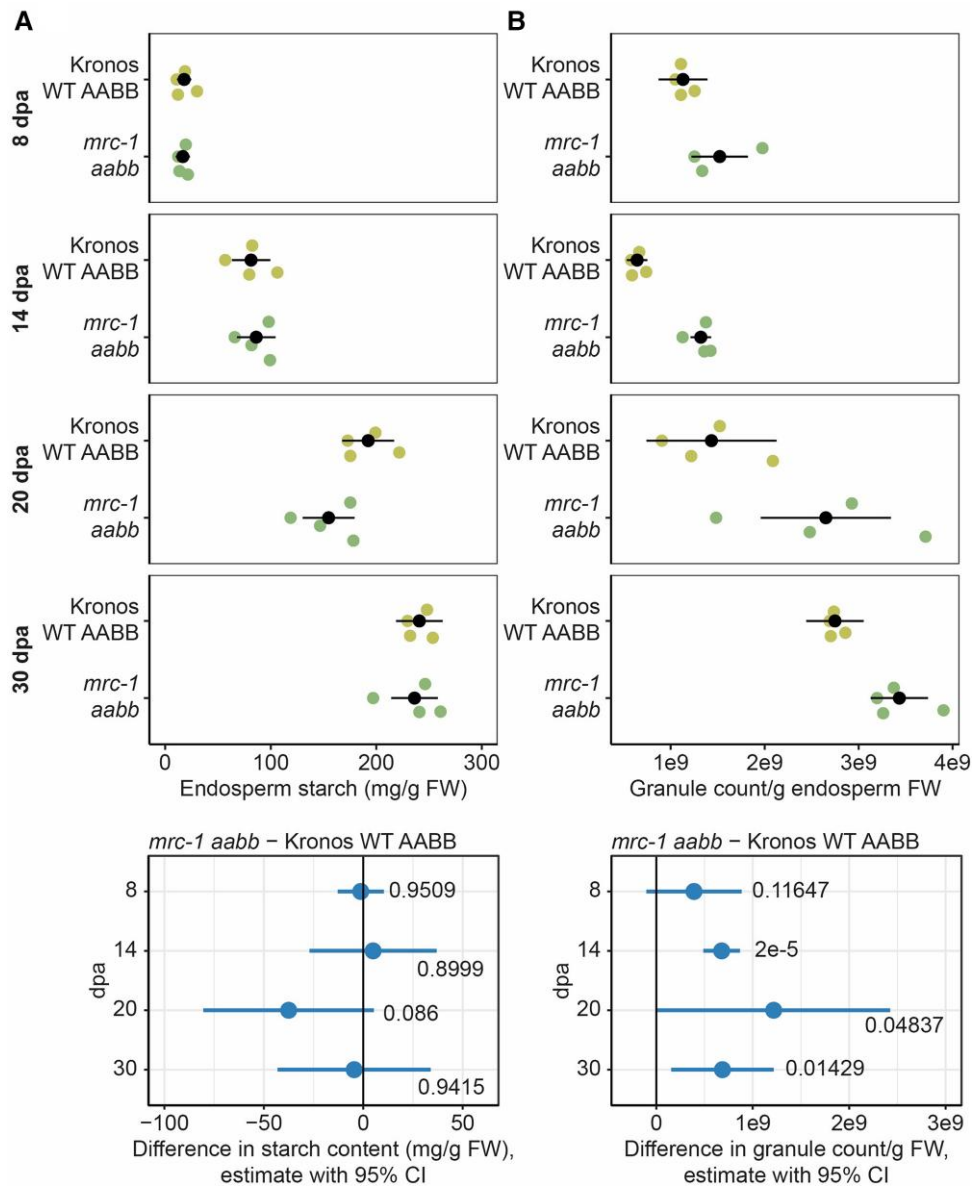 A
B
8 dpa
Kronos
WT AABB
mrc-1
aabb
14 dpa
Kronos
WT AABB
mrc-1
aabb
20 dpa
Kronos
WT AABB
mrc-1
aabb
30 dpa
Kronos
WT AABB
mrc-1
aabb
0 100 200 300
Endosperm starch (mg/g FW)
Kronos
WT AABB
mrc-1
aabb
Kronos
WT AABB
mrc-1
aabb
Kronos
WT AABB
mrc-1
aabb
Kronos
WT AABB
mrc-1
aabb
1e9 2e9 3e9 4e9
Granule count/g endosperm FW
mrc-1 aabb − Kronos WT AABB
dpa
8 0.9509
14 0.8999
20 0.086
30 0.9415
−100 −50 0 50
Difference in starch content (mg/g FW),
estimate with 95% CI
mrc-1 aabb − Kronos WT AABB
dpa
8 0.11647
14 2e-5
20 0.04837
30 0.01429
0 1e9 2e9 3e9
Difference in granule count/g FW,
estimate with 95% CI